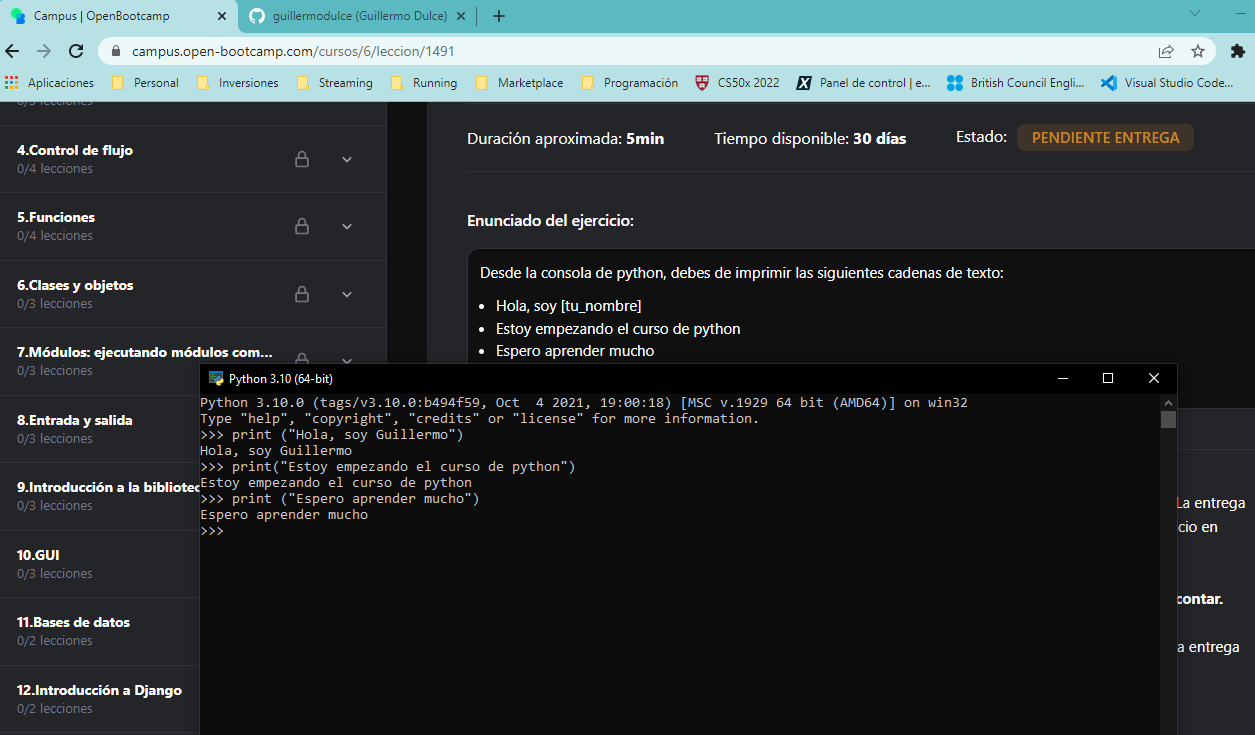 Campus | OpenBootcamp
guillermodulce (Guillermo Dulce)
campus.open-bootcamp.com/cursos/6/leccion/1491
Aplicaciones
Personal
Inversiones
Streaming
Running
Marketplace
Programación
CS50x 2022
Panel de control | e...
British Council Engli...
Visual Studio Code...
0/5 lecciones
4.Control de flujo
0/4 lecciones
5.Funciones
0/4 lecciones
6.Clases y objetos
0/3 lecciones
7.Módulos: ejecutando módulos com...
0/3 lecciones
8.Entrada y salida
0/3 lecciones
9.Introducción a la bibliotec
0/3 lecciones
10.GUI
0/3 lecciones
11.Bases de datos
0/2 lecciones
12.Introducción a Django
0/2 lecciones
Duración aproximada: 5min
Tiempo disponible: 30 días
Estado: PENDIENTE ENTREGA
Enunciado del ejercicio:
Desde la consola de python, debes de imprimir las siguientes cadenas de texto:
• Hola, soy [tu_nombre]
• Estoy empezando el curso de python
• Espero aprender mucho
Python 3.10 (64-bit)
Python 3.10.0 (tags/v3.10.0:b494f59, Oct  4 2021, 19:00:18) [MSC v.1929 64 bit (AMD64)] on win32
Type "help", "copyright", "credits" or "license" for more information.
>>> print ("Hola, soy Guillermo")
Hola, soy Guillermo
>>> print("Estoy empezando el curso de python")
Estoy empezando el curso de python
>>> print ("Espero aprender mucho")
Espero aprender mucho
>>>
La entrega
cio en
contar.
a entrega